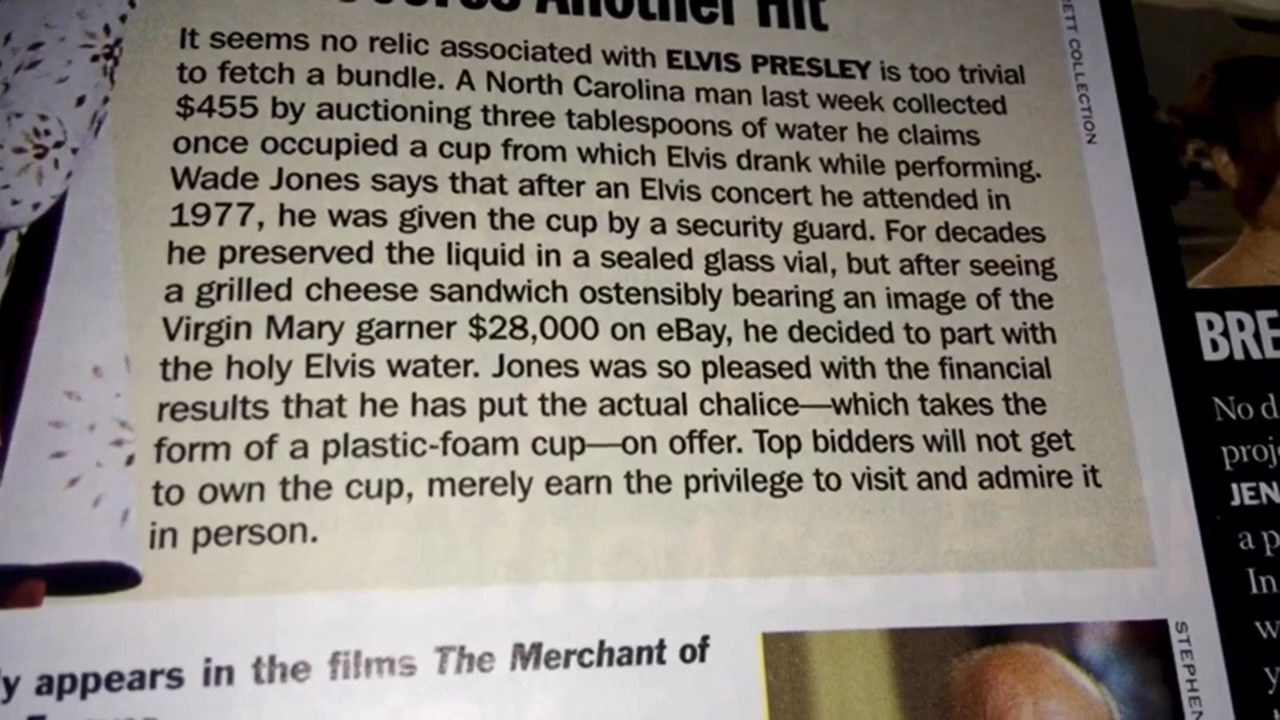 Another Hit
It seems no relic associated with ELVIS PRESLEY is too trivial
to fetch a bundle. A North Carolina man last week collected
$455 by auctioning three tablespoons of water he claims
once occupied a cup from which Elvis drank while performing.
Wade Jones says that after an Elvis concert he attended in
1977, he was given the cup by a security guard. For decades
he preserved the liquid in a sealed glass vial, but after seeing
a grilled cheese sandwich ostensibly bearing an image of the
Virgin Mary garner $28,000 on eBay, he decided to part with
the holy Elvis water. Jones was so pleased with the financial
results that he has put the actual chalice—which takes the
form of a plastic-foam cup—on offer. Top bidders will not get
to own the cup, merely earn the privilege to visit and admire it
in person.
y appears in the films The Merchant of
ETT COLLECTION
STEPHEN
BRE
No d
proj
JEN
a p
In
w
y